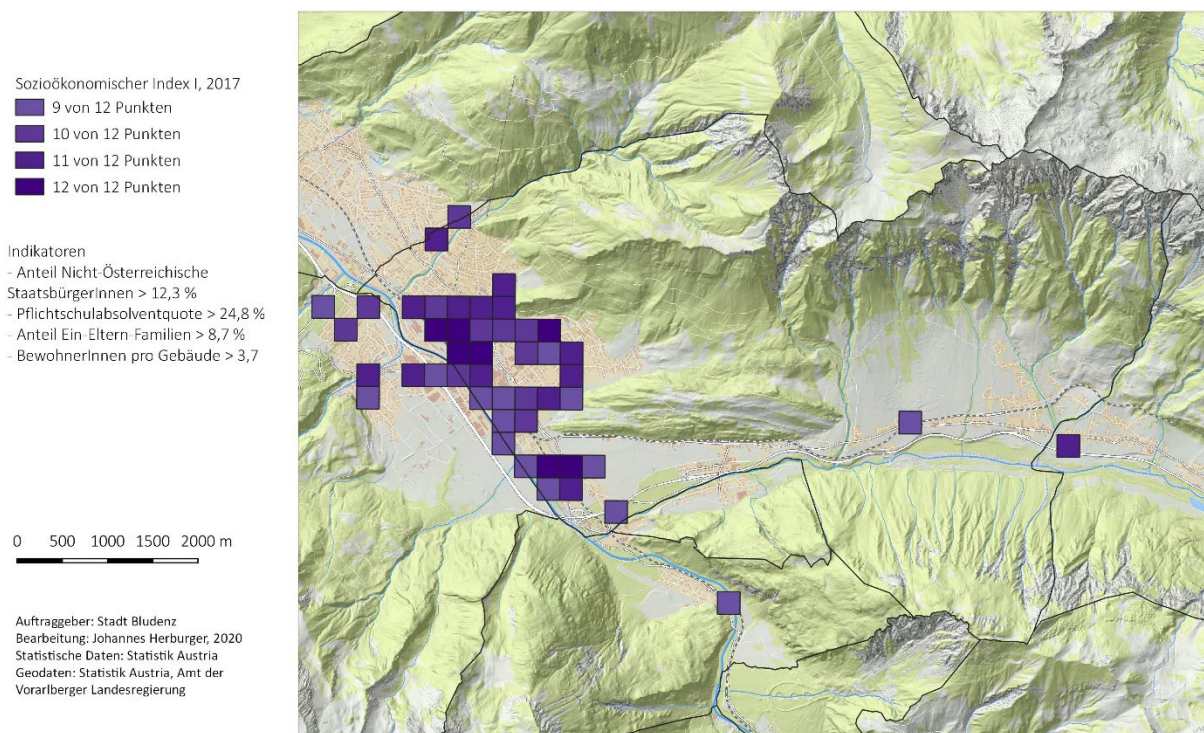 Sozioökonomischer Index I, 2017
9 von 12 Punkten
10 von 12 Punkten
11 von 12 Punkten
12 von 12 Punkten
Indikatoren
- Anteil Nicht-Österreichische
StaatsbürgerInnen > 12,3 %
- Pflichtschulabsolventquote > 24,8 %
- Anteil Ein-Eltern-Familien > 8,7 %
- BewohnerInnen pro Gebäude > 3,7
0 500 1000 1500 2000 m
Auftraggeber: Stadt Bludenz
Bearbeitung: Johannes Herburger, 2020
Statistische Daten: Statistik Austria
Geodaten: Statistik Austria, Amt der
Vorarlberger Landesregierung